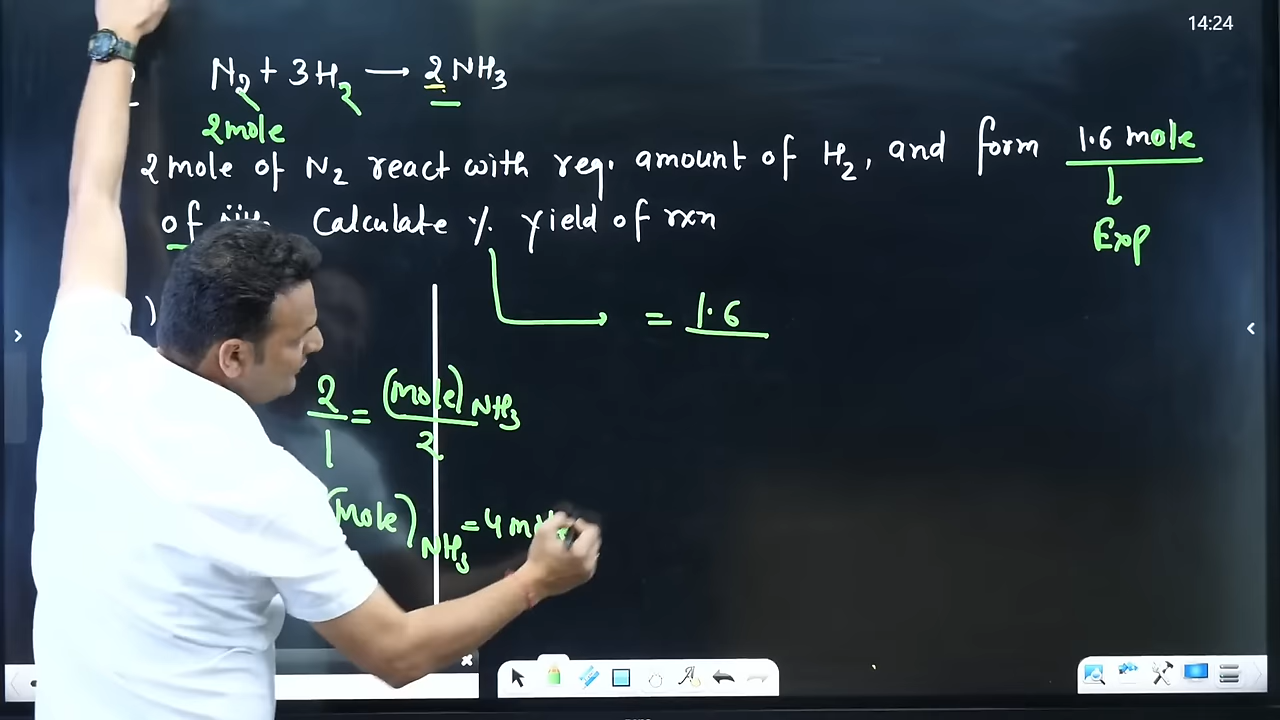 14:24
N₂ + 3H₂ → 2NH₃
2mole
2 mole of N₂ react with req. amount of H₂, and form 1.6 mole
of Calculate % yield of rxn
Exp
)
= 1.6
2/1 = (mole) NH₃/2
(mole) NH₃ = 4 mole